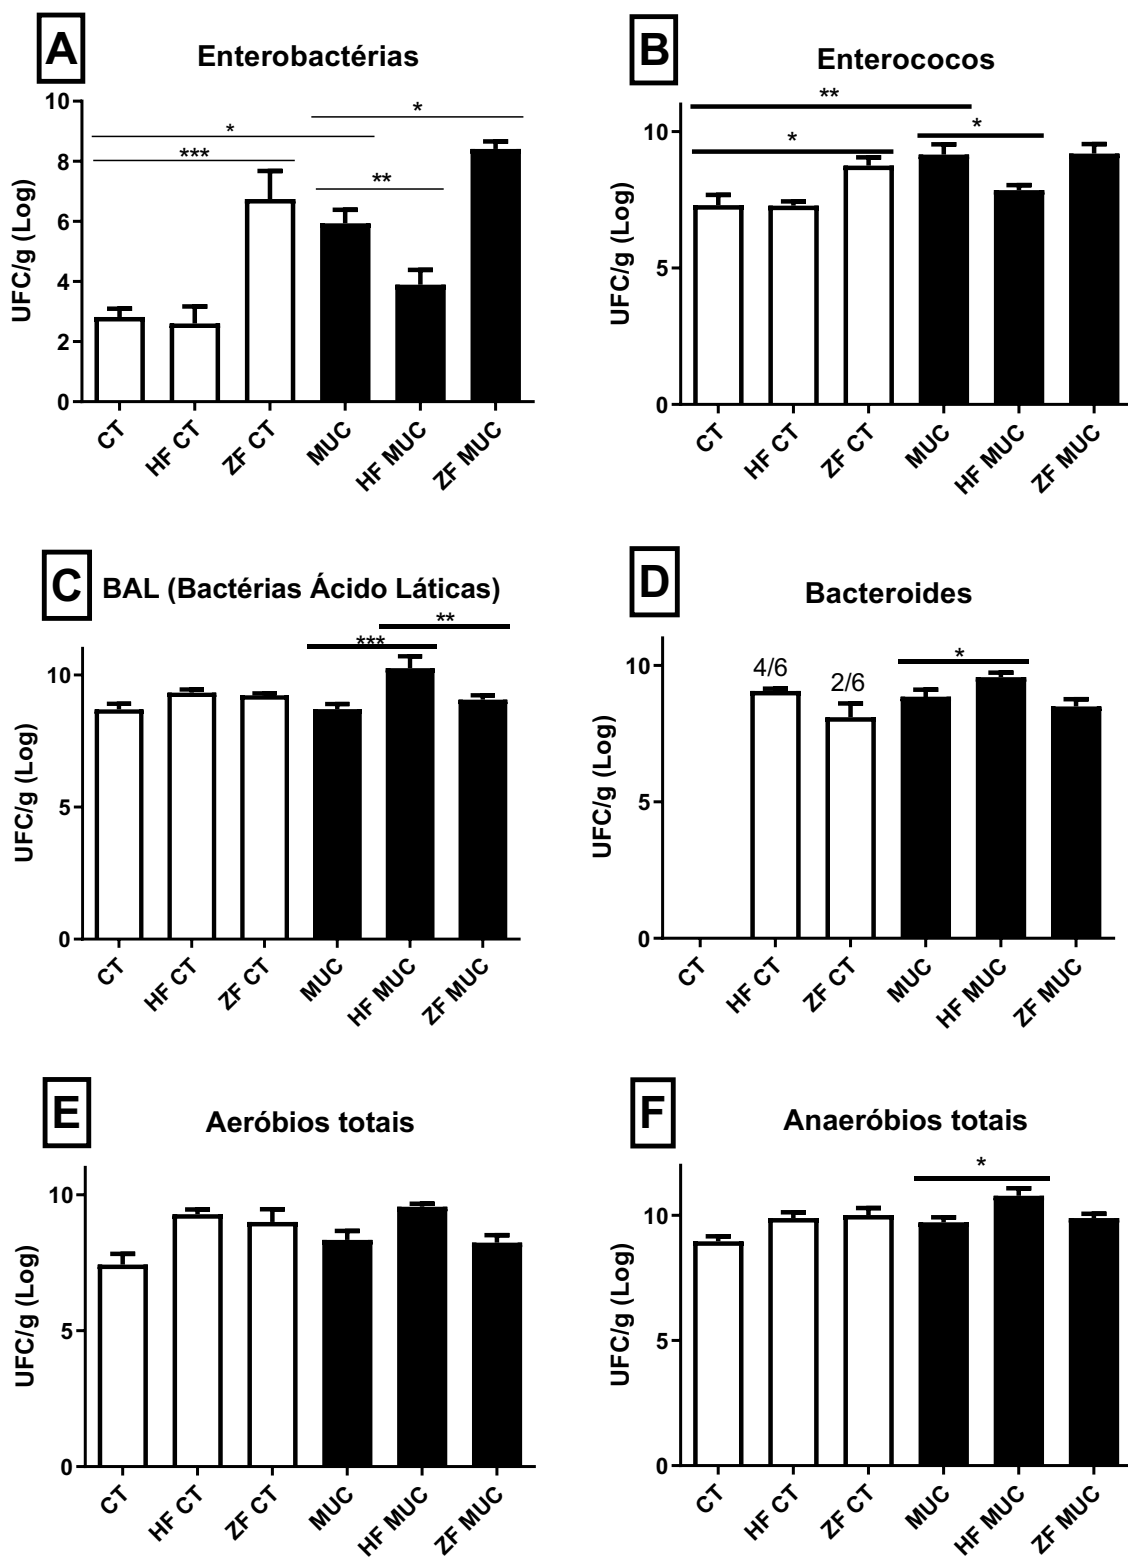 A
Enterobactérias
UFC/g (Log)
10
8
6
4
2
0
*
*
***
**
CT
HF CT
ZF CT
MUC
HF MUC
ZF MUC
B
Enterococos
UFC/g (Log)
10
5
0
**
*
*
CT
HF CT
ZF CT
MUC
HF MUC
ZF MUC
C
BAL (Bactérias Ácido Láticas)
UFC/g (Log)
10
5
0
**
***
CT
HF CT
ZF CT
MUC
HF MUC
ZF MUC
D
Bacteroides
UFC/g (Log)
10
5
0
4/6
2/6
*
CT
HF CT
ZF CT
MUC
HF MUC
ZF MUC
E
Aeróbios totais
UFC/g (Log)
10
5
0
CT
HF CT
ZF CT
MUC
HF MUC
ZF MUC
F
Anaeróbios totais
UFC/g (Log)
10
5
0
*
CT
HF CT
ZF CT
MUC
HF MUC
ZF MUC